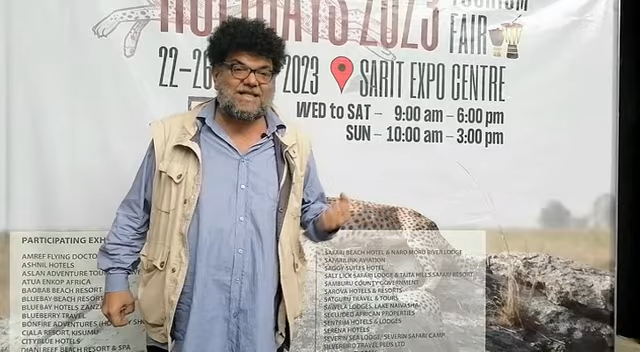 HOLIDAYS 2023
TOURISM
FAIR
22-26 2023 SARIT EXPO CENTRE
WED to SAT - 9:00 am - 6:00 pm
SUN - 10:00 am - 3:00 pm
PARTICIPATING EXH
AMREF FLYING DOCTO
ASHNIL HOTELS
ASLAN ADVENTURE TOUR
ATUA ENKOP AFRICA
BAOBAB BEACH RESORT
BLUEBAY BEACH RESORT
BLUEBAY HOTELS ZANZ
BLUEBERRY TRAVEL
BONFIRE ADVENTURES (HO SHO
CIALA RESORT, KISUMU
CITYBLUE HOTELS
DIANI REEF BEACH RESORT & SPA
SAFARI BEACH HOTEL & NARO MORU RIVER LODGE
SAFARILINK AVIATION
SAGGY SUITES HOTEL
SALT LICK SAFARI LODGE & TAITA HILLS SAFARI RESORT
SAMBURU COUNTY GOVERNMENT
SAROVA HOTELS & RESORTS
SATGURU TRAVEL & TOURS
SAWELA LODGES, LAKE NAIVASHA
SECLUDED AFRICAN PROPERTIES
SENTRIM HOTELS & LODGES
SERENA HOTELS
SEVERIN SEA LODGE/ SEVERIN SAFARI CAMP
SILVERBIRD TRAVEL PLUS LTD